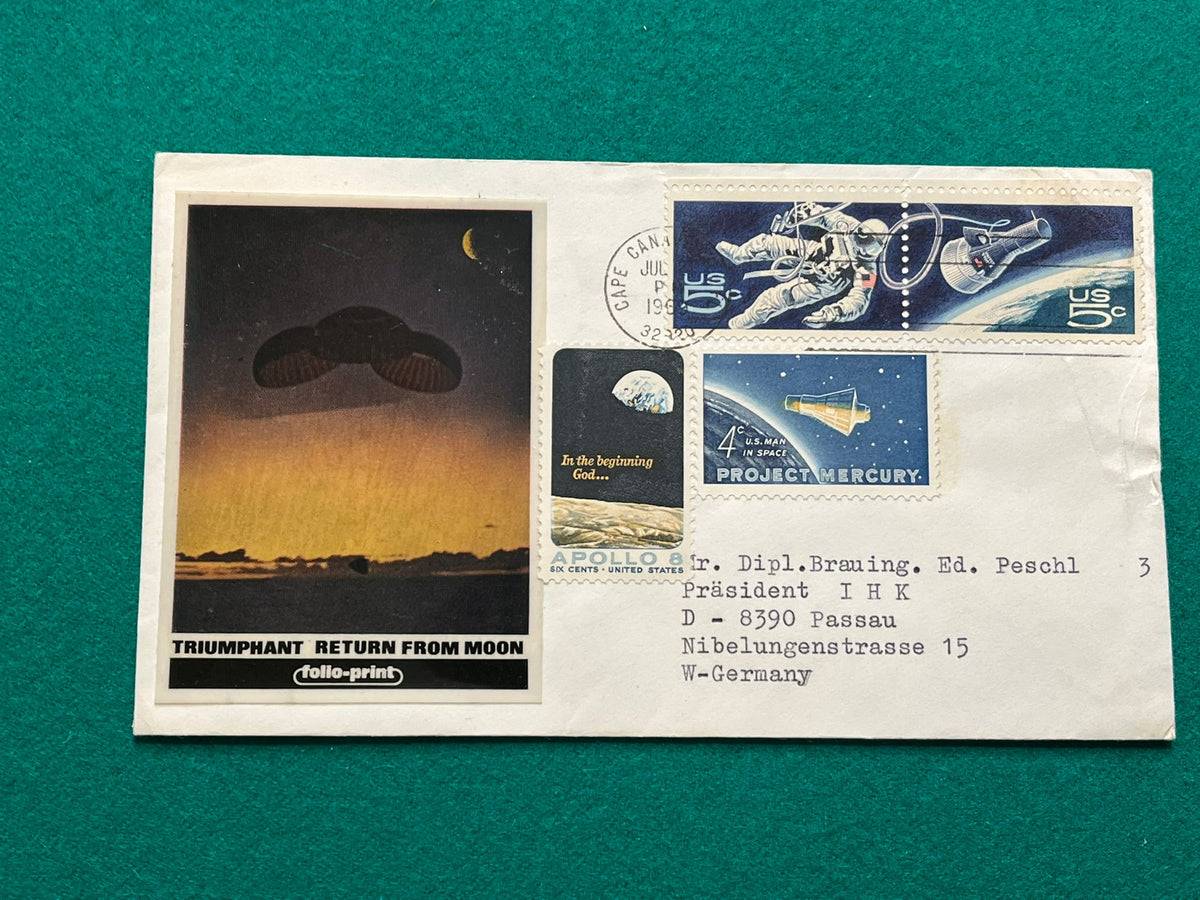 CAPE CANA
JUL
P
196
32920
US
5c
US
5c
In the beginning
God...
APOLLO 8
SIX CENTS · UNITED STATES
4c
U.S. MAN
IN SPACE
PROJECT MERCURY·
Hr. Dipl.Brauing. Ed. Peschl 3
Präsident I H K
D - 8390 Passau
Nibelungenstrasse 15
W-Germany
TRIUMPHANT RETURN FROM MOON
folio-print